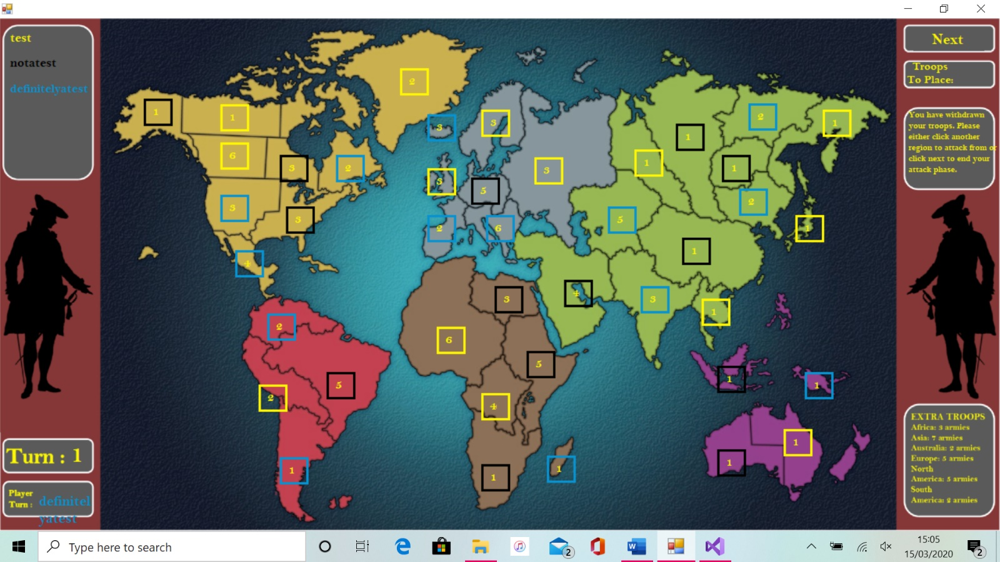 test
notatest
definitelyatest
Next
Troops
To Place:
You have withdrawn
your troops. Please
either click another
region to attack from or
click next to end your
attack phase.
2
1
1
3
3
2
1
1
6
3
2
1
1
1
3
3
5
3
3
5
2
1
3
2
6
1
4
4
3
3
1
2
6
5
5
1
1
2
4
1
1
1
1
1
EXTRA TROOPS
Africa: 3 armies
Asia: 7 armies
Australia: 2 armies
Europe: 5 armies
North
America: 5 armies
South
America: 2 armies
Turn : 1
Player
Turn :
definitel
yatest
Type here to search
2
15:05
15/03/2020
2